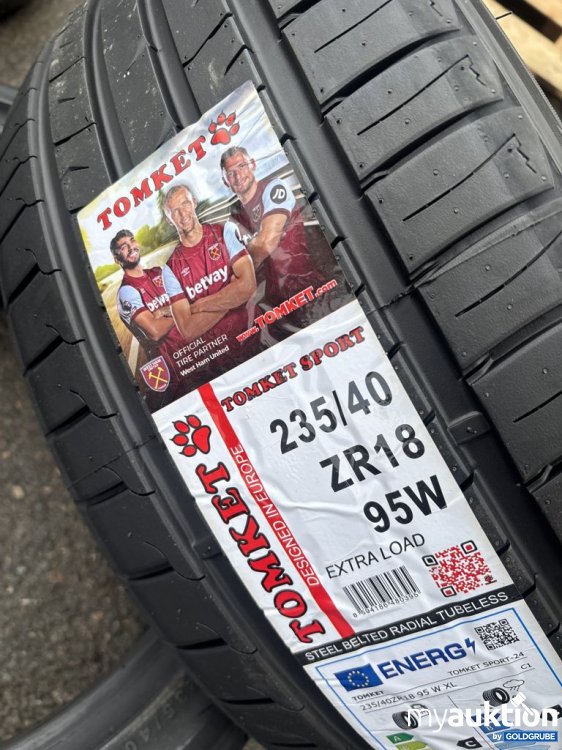 TOMKET
JD
betway
betway
OFFICIAL
TIRE PARTNER
West Ham United
www.TOMKET.com
TOMKET SPORT
TOMKET
DESIGNED IN EUROPE
235/40
ZR18
95W
EXTRA LOAD
STEEL BELTED RADIAL TUBELESS
ENERG
TOMKET
TOMKET SPORT-24
235/40ZR18 95 W XL
C1
A
myauktion
by GOLDGRUBE